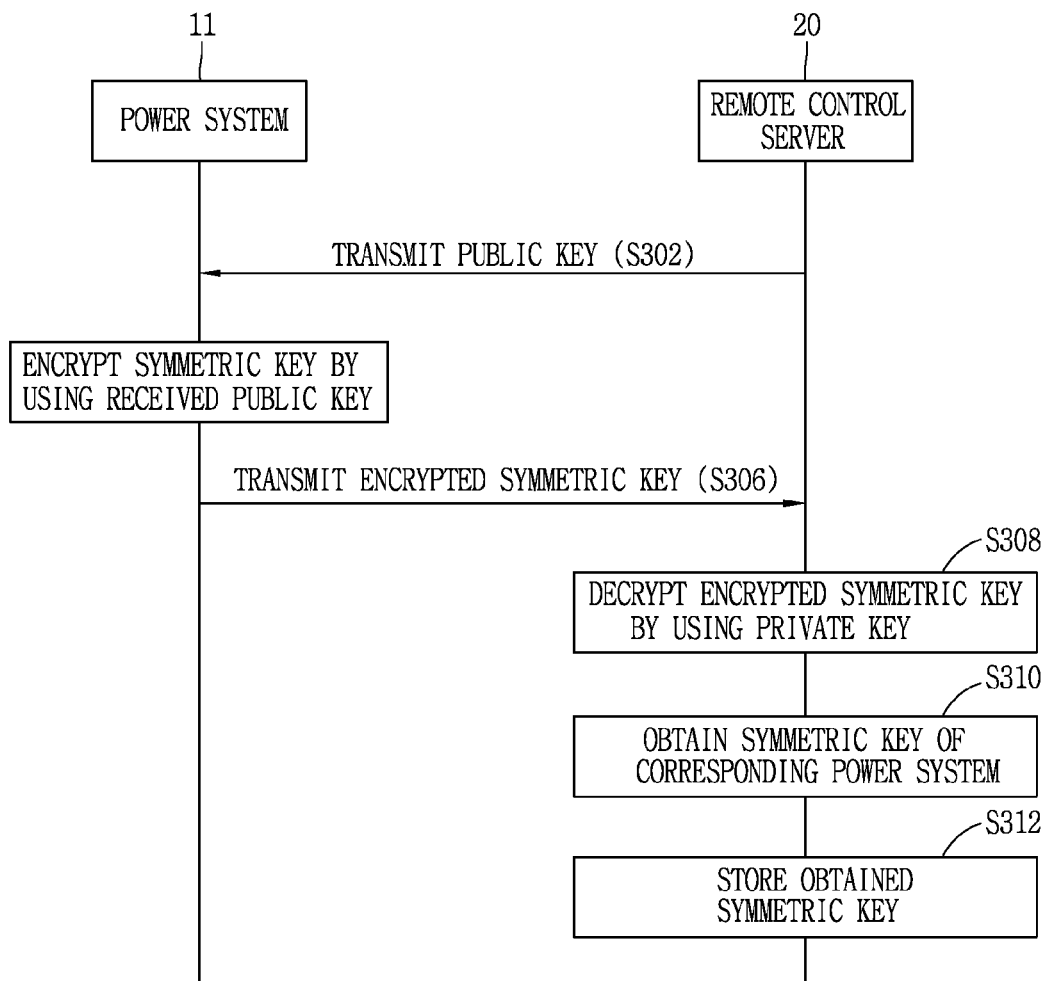 11
20
POWER SYSTEM
REMOTE CONTROL
SERVER
TRANSMIT PUBLIC KEY (S302)
ENCRYPT SYMMETRIC KEY BY
USING RECEIVED PUBLIC KEY
TRANSMIT ENCRYPTED SYMMETRIC KEY (S306)
S308
DECRYPT ENCRYPTED SYMMETRIC KEY
BY USING PRIVATE KEY
S310
OBTAIN SYMMETRIC KEY OF
CORRESPONDING POWER SYSTEM
S312
STORE OBTAINED
SYMMETRIC KEY